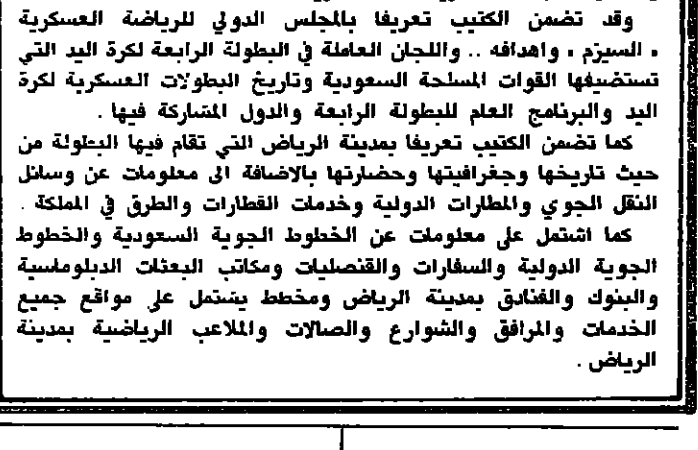 وقد تضمن الكتيب تعريفا بالمجلس الدولي للرياضة العسكرية
« السيزم » واهدافه .. واللجان العاملة في البطولة الرابعة لكرة اليد التي
تستضيفها القوات المسلحة السعودية وتاريخ البطولات العسكرية لكرة
اليد والبرنامج العام للبطولة الرابعة والدول المشاركة فيها .
كما تضمن الكتيب تعريفا بمدينة الرياض التي تقام فيها البطولة من
حيث تاريخها وجغرافيتها وحضارتها بالاضافة الى معلومات عن وسائل
النقل الجوي والمطارات الدولية وخدمات القطارات والطرق في المملكة .
كما اشتمل على معلومات عن الخطوط الجوية السعودية والخطوط
الجوية الدولية والسفارات والقنصليات ومكاتب البعثات الدبلوماسية
والبنوك والفنادق بمدينة الرياض ومخطط يشتمل على مواقع جميع
الخدمات والمرافق والشوارع والصالات والملاعب الرياضية بمدينة
الرياض .